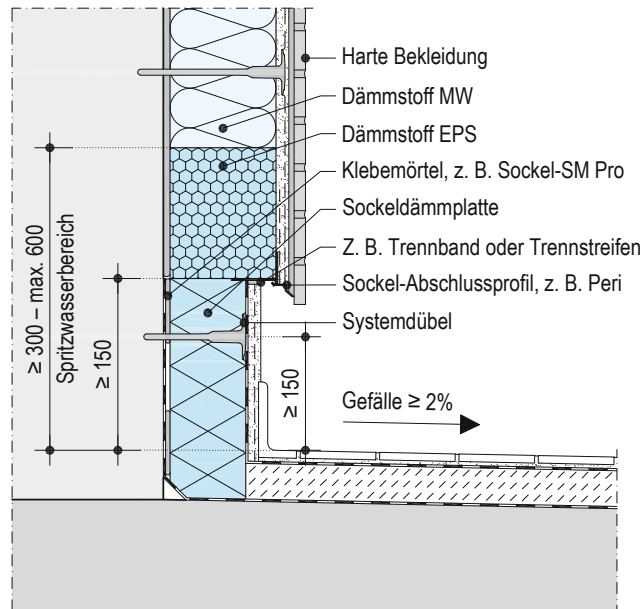 Harte Bekleidung
Dämmstoff MW
Dämmstoff EPS
Klebemörtel, z. B. Sockel-SM Pro
Sockeldämmplatte
Z. B. Trennband oder Trennstreifen
Sockel-Abschlussprofil, z. B. Peri
Systemdübel
≥ 300 – max. 600
Spritzwasserbereich
≥ 150
≥ 150
Gefälle ≥ 2%